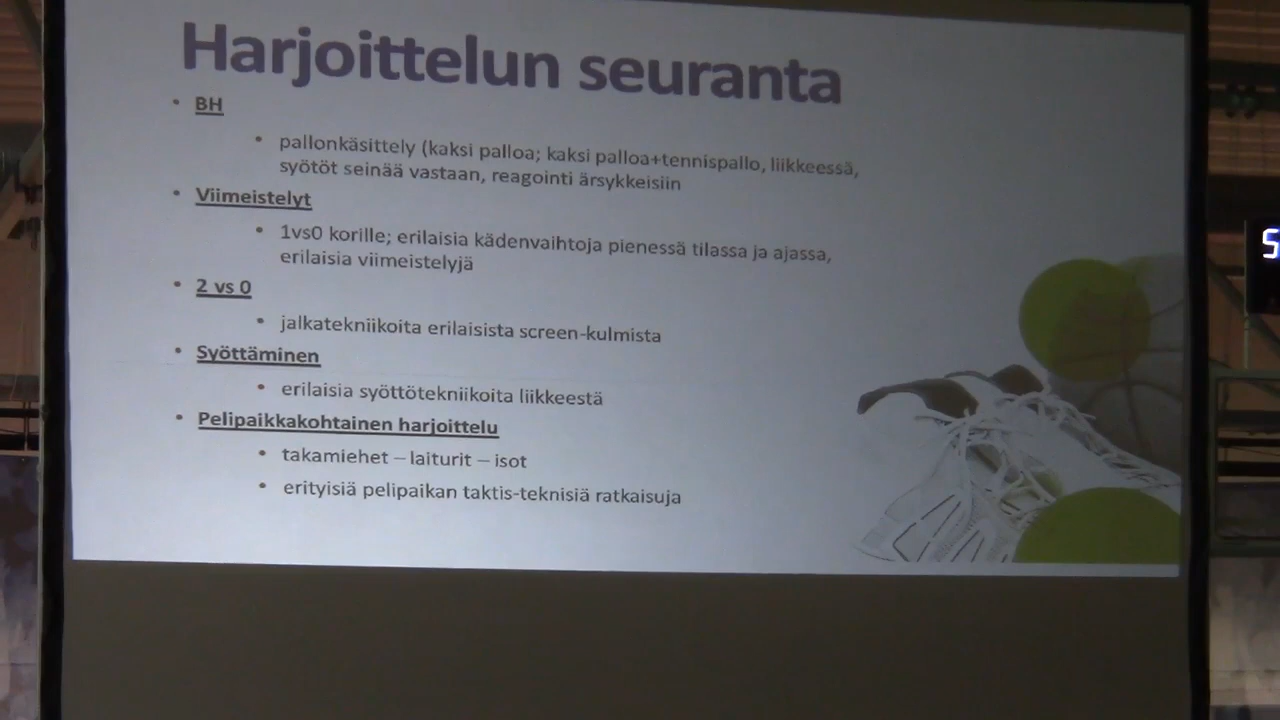 Harjoittelun seuranta
• BH
• pallonkäsittely (kaksi palloa; kaksi palloa+tennispallo, liikkeessä,
syötöt seinää vastaan, reagointi ärsykkeisiin
• Viimeistelyt
• 1vs0 korille; erilaisia kädenvaihtoja pienessä tilassa ja ajassa,
erilaisia viimeistelyjä
• 2 vs 0
• jalkatekniikoita erilaisista screen-kulmista
• Syöttäminen
• erilaisia syöttötekniikoita liikkeestä
• Pelipaikkakohtainen harjoittelu
• takamiehet – laiturit – isot
• erityisiä pelipaikan taktis-teknisiä ratkaisuja